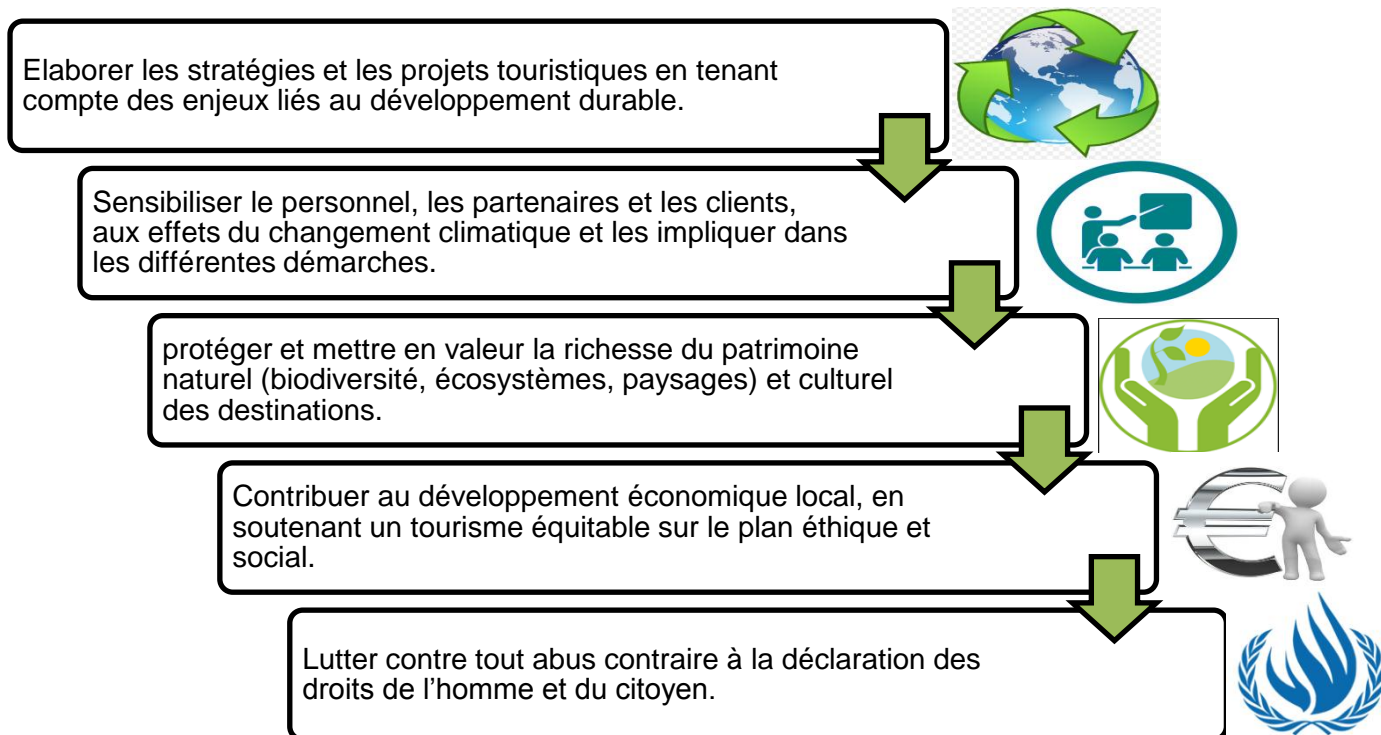 Elaborer les stratégies et les projets touristiques en tenant
compte des enjeux liés au développement durable.
Sensibiliser le personnel, les partenaires et les clients,
aux effets du changement climatique et les impliquer dans
les différentes démarches.
protéger et mettre en valeur la richesse du patrimoine
naturel (biodiversité, écosystèmes, paysages) et culturel
des destinations.
Contribuer au développement économique local, en
soutenant un tourisme équitable sur le plan éthique et
social.
Lutter contre tout abus contraire à la déclaration des
droits de l’homme et du citoyen.